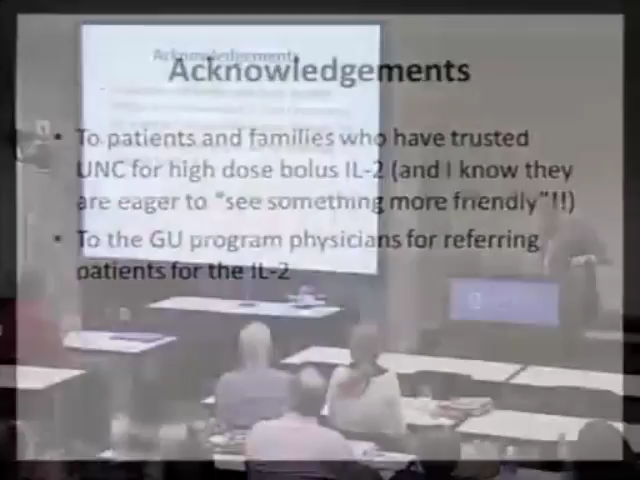 Acknowledgements
Acknowledgements
• To patients and families who have trusted
UNC for high dose bolus IL-2 (and I know they
are eager to "see something more friendly"!!)
• To the GU program physicians for referring
patients for the IL-2